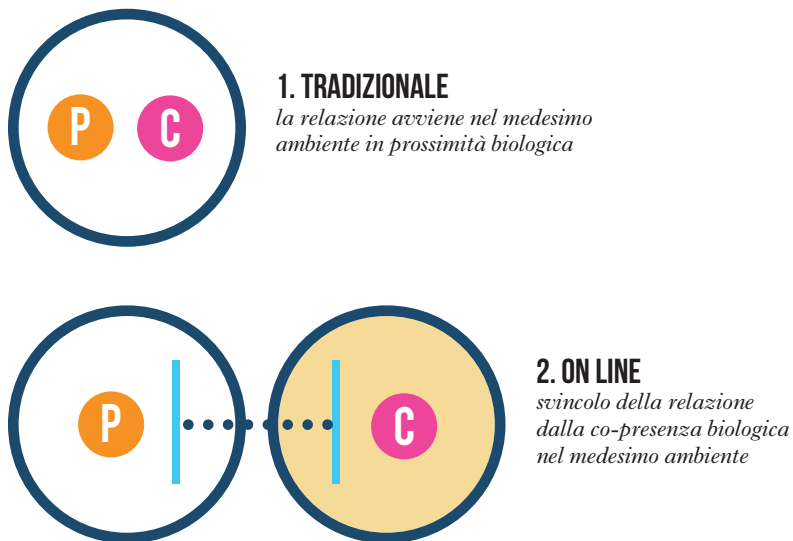 P C
1. TRADIZIONALE
la relazione avviene nel medesimo
ambiente in prossimità biologica
P C
2. ON LINE
svincolo della relazione
dalla co-presenza biologica
nel medesimo ambiente